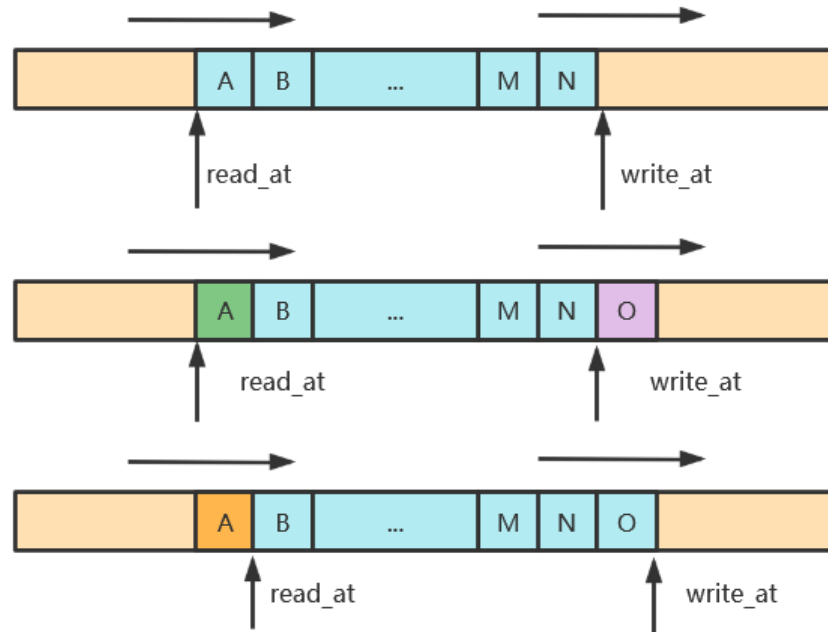 A B ... M N
read_at write_at
A B ... M N O
read_at write_at
A B ... M N O
read_at write_at